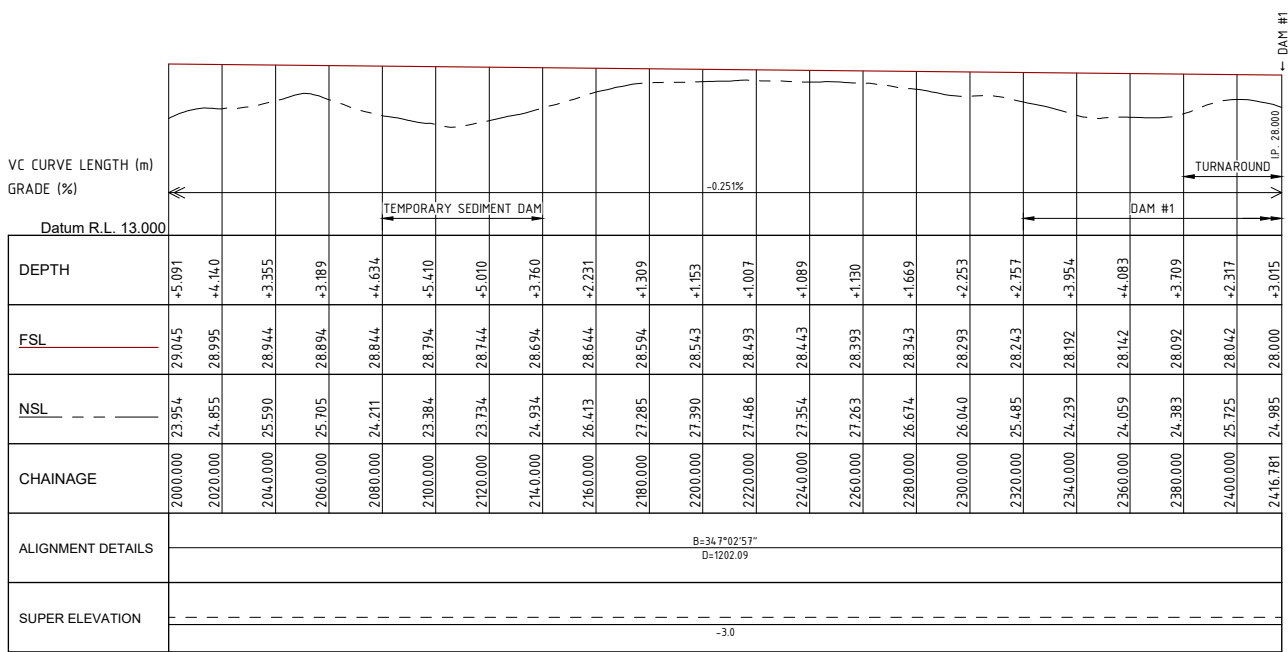 ← DAM #1
I.P. 28.000
VC CURVE LENGTH (m)
TURNAROUND
GRADE (%)
-0.251%
TEMPORARY SEDIMENT DAM
DAM #1
Datum R.L. 13.000
DEPTH +5.091 +4.140 +3.355 +3.189 +4.634 +5.410 +5.010 +3.760 +2.231 +1.309 +1.153 +1.007 +1.089 +1.130 +1.669 +2.253 +2.757 +3.954 +4.083 +3.709 +2.317 +3.015
FSL 29.045 28.995 28.944 28.894 28.844 28.794 28.744 28.694 28.644 28.594 28.543 28.493 28.443 28.393 28.343 28.293 28.243 28.192 28.142 28.092 28.042 28.000
NSL 23.954 24.855 25.590 25.705 24.211 23.384 23.734 24.934 26.413 27.285 27.390 27.486 27.354 27.263 26.674 26.040 25.485 24.239 24.059 24.383 25.725 24.985
CHAINAGE 2000.000 2020.000 2040.000 2060.000 2080.000 2100.000 2120.000 2140.000 2160.000 2180.000 2200.000 2220.000 2240.000 2260.000 2280.000 2300.000 2320.000 2340.000 2360.000 2380.000 2400.000 2416.781
ALIGNMENT DETAILS
B=347°02'57"
D=1202.09
SUPER ELEVATION
-3.0